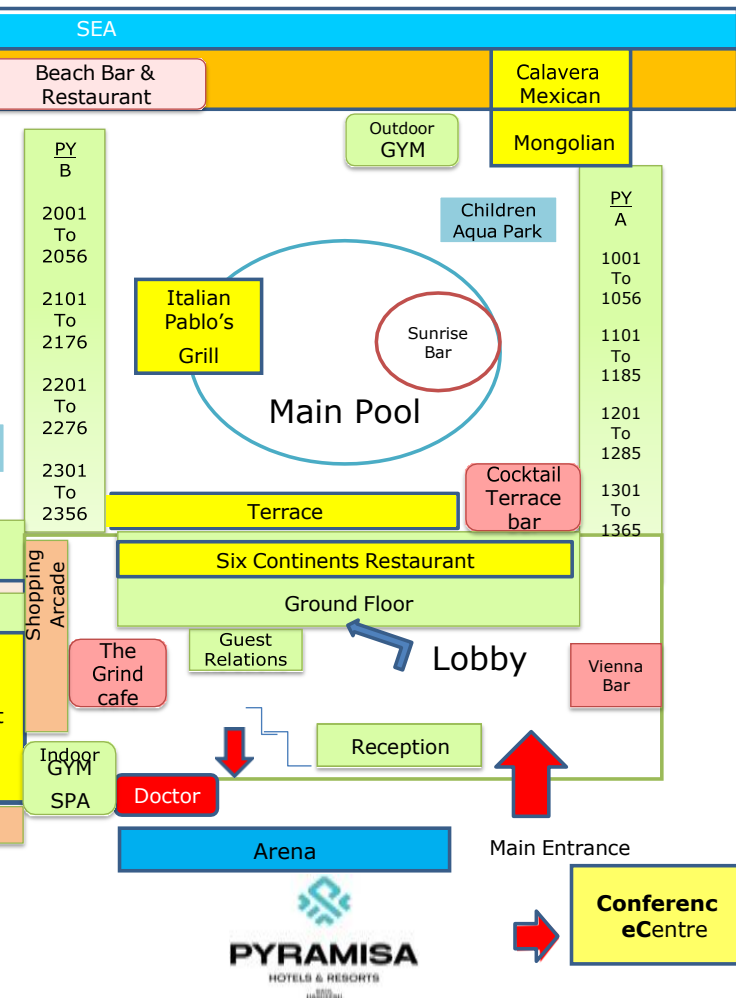 SEA
Beach Bar &
Restaurant
Calavera
Mexican
Mongolian
Outdoor
GYM
PY
B
2001
To
2056
2101
To
2176
2201
To
2276
2301
To
2356
Children
Aqua Park
PY
A
1001
To
1056
1101
To
1185
1201
To
1285
1301
To
1365
Italian
Pablo's
Grill
Sunrise
Bar
Main Pool
Terrace
Cocktail
Terrace
bar
Six Continents Restaurant
Ground Floor
Shopping
Arcade
The
Grind
cafe
Guest
Relations
Lobby
Vienna
Bar
Reception
Indoor
GYM
SPA
Doctor
Arena
Main Entrance
Conferenc
eCentre
PYRAMISA
HOTELS & RESORTS